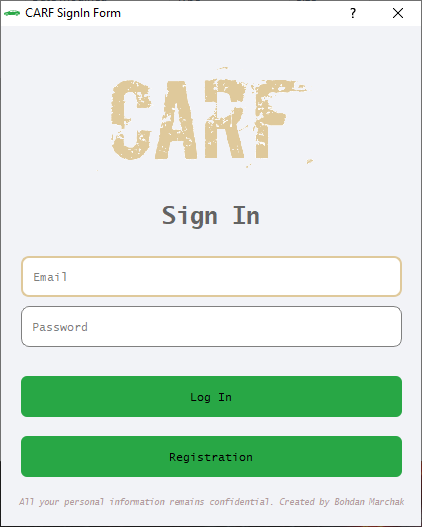 CARF SignIn Form
CARF
Sign In
Email
Password
Log In
Registration
All your personal information remains confidential. Created by Bohdan Marchak